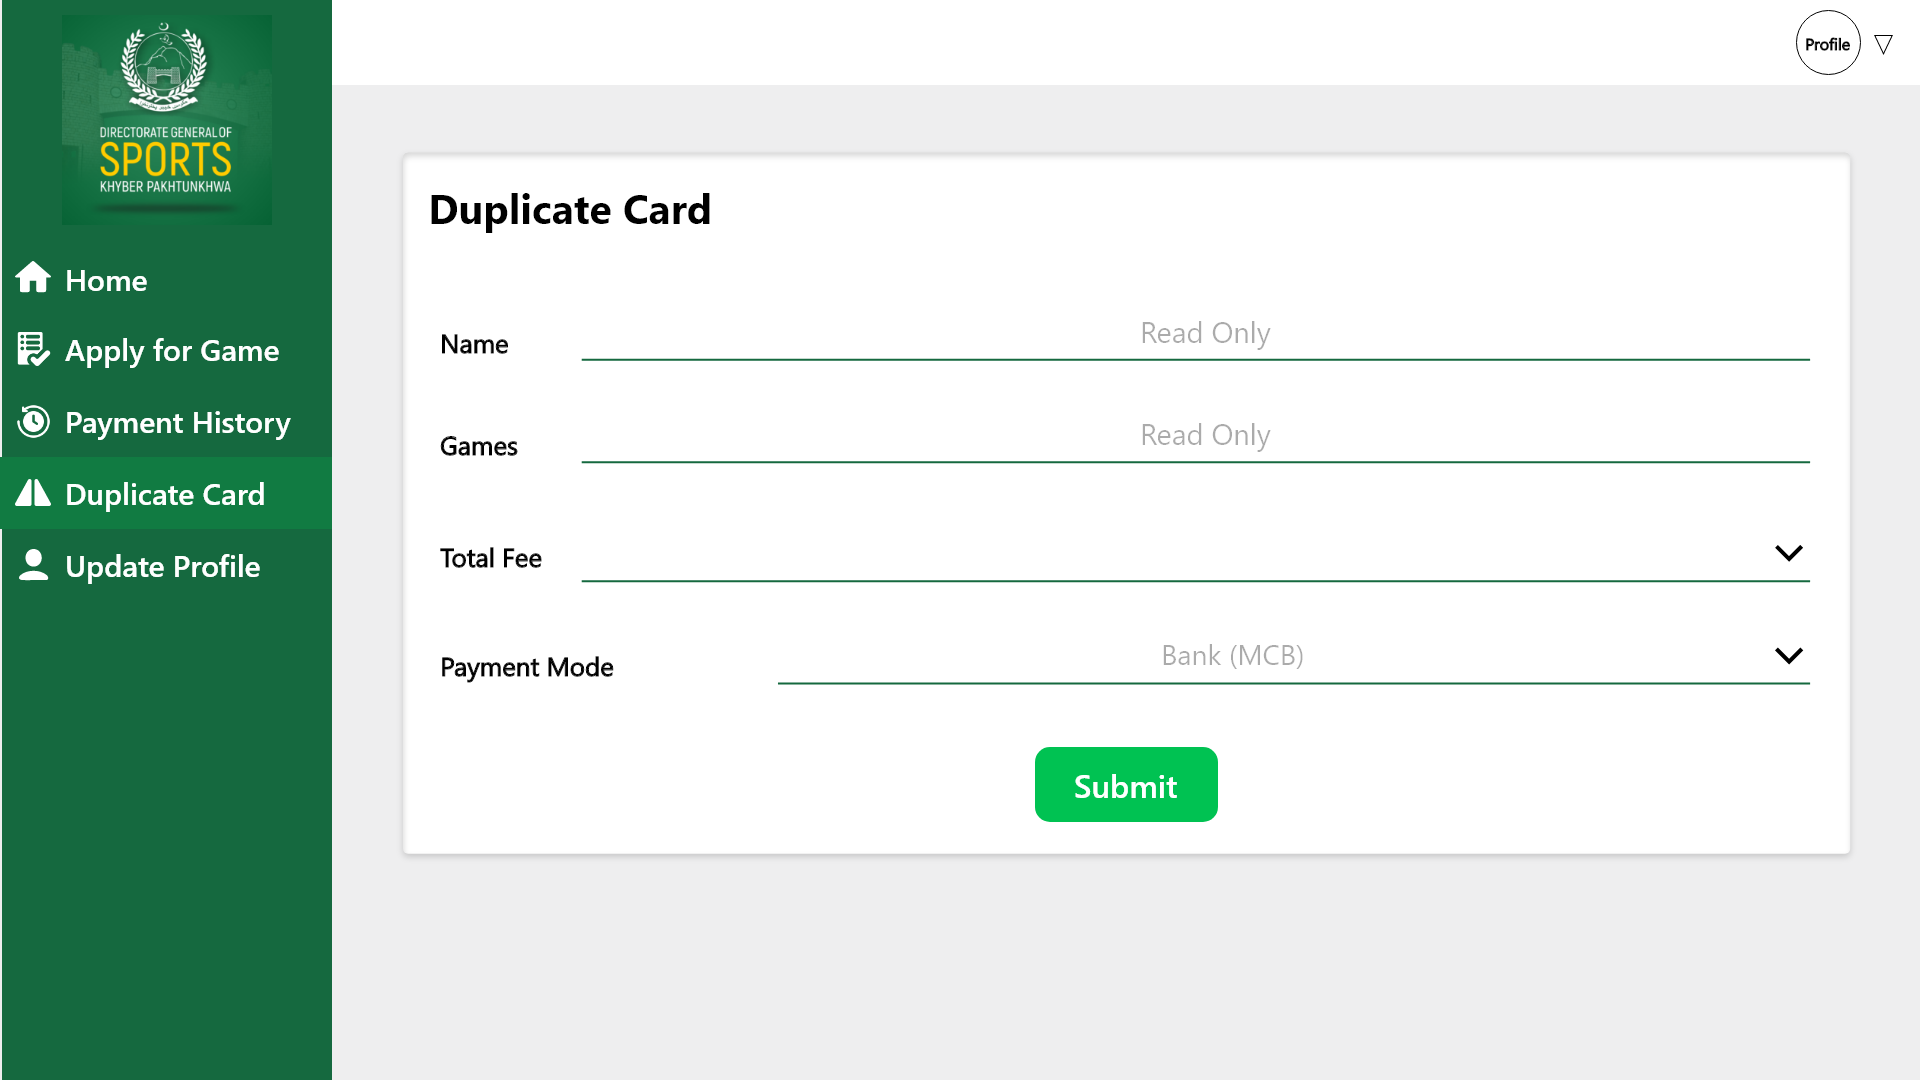 DIRECTORATE GENERAL OF
SPORTS
KHYBER PAKHTUNKHWA
Home
Apply for Game
Payment History
Duplicate Card
Update Profile
Profile
Duplicate Card
Name
Read Only
Games
Read Only
Total Fee
Payment Mode
Bank (MCB)
Submit